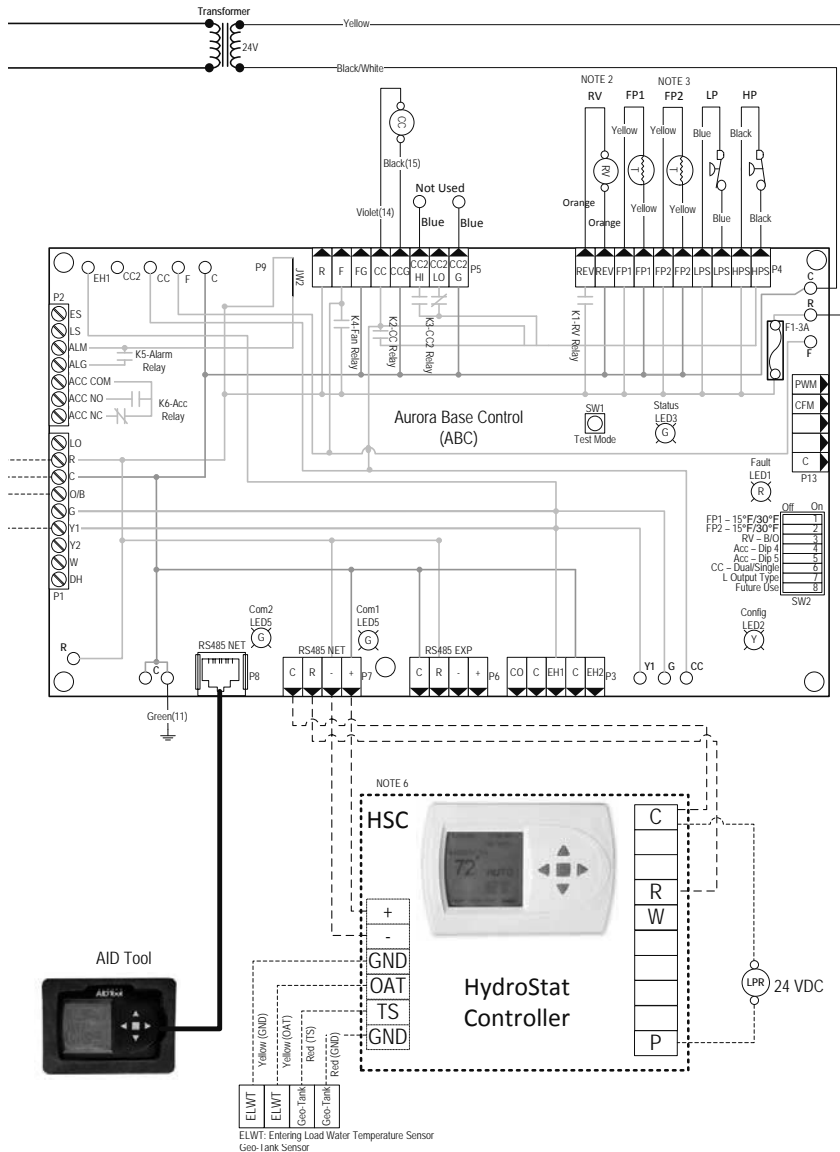 Transformer
Yellow
24V
Black/White
NOTE 2
NOTE 3
RV
FP1
FP2
LP
HP
CC
Yellow
Yellow
Blue
Black
RV
T
T
Black(15)
Not Used
Violet(14)
Blue
Blue
Orange
Orange
Yellow
Yellow
Blue
Black
P9
JW2
EH1
CC2
CC
F
C
R
F
FG
CC
CCG
CC2 HI
CC2 LO
CC2 G
P5
REV
REV
FP1
FP1
FP2
FP2
LPS
LPS
HPS
HPS
P4
C
R
F1-3A
F
P2
ES
LS
ALM
ALG
ACC COM
ACC NO
ACC NC
K5-Alarm
Relay
K6-Acc
Relay
K4-Fan Relay
K2-CC Relay
K3-CC2 Relay
K1-RV Relay
Aurora Base Control
(ABC)
SW1
Test Mode
Status
LED3
G
PWM
CFM
C
P13
Fault
LED1
R
LO
R
C
O/B
G
Y1
Y2
W
DH
P1
Off
On
FP1 – 15°F/30°F
1
FP2 – 15°F/30°F
2
RV – B/O
3
Acc – Dip 4
4
Acc – Dip 5
5
CC – Dual/Single
6
L Output Type
7
Future Use
8
SW2
Config
LED2
Y
Com2
LED5
G
Com1
LED5
G
R
C
RS485 NET
P8
RS485 NET
C
R
-
+
P7
RS485 EXP
C
R
-
+
P6
CO
C
EH1
C
EH2
P3
Y1
G
CC
Green(11)
NOTE 6
HSC
72°
AUTO
C
R
W
P
+
-
GND
OAT
TS
GND
HydroStat
Controller
LPR
24 VDC
AID Tool
Yellow (GND)
Yellow (OAT)
Red (TS)
Red (GND)
ELWT
ELWT
Geo-Tank
Geo-Tank
ELWT: Entering Load Water Temperature Sensor
Geo-Tank Sensor